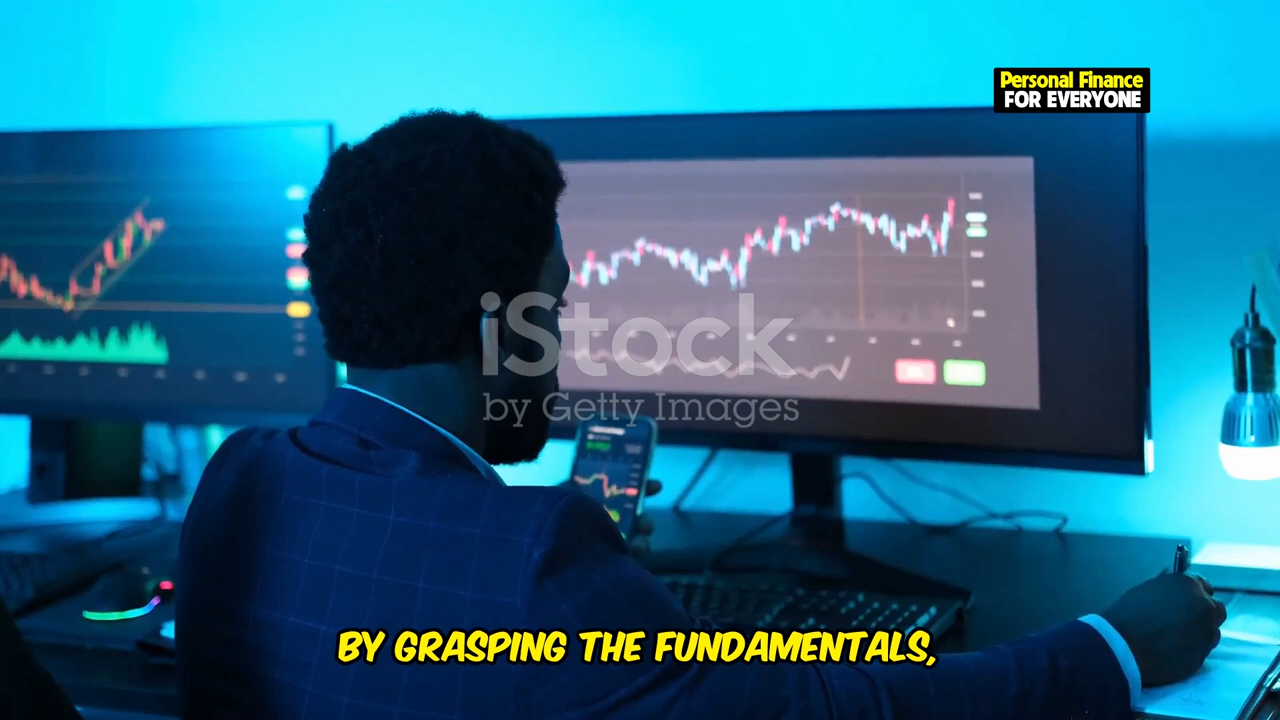 Personal Finance
FOR EVERYONE
iStock
by Getty Images
BY GRASPING THE FUNDAMENTALS,